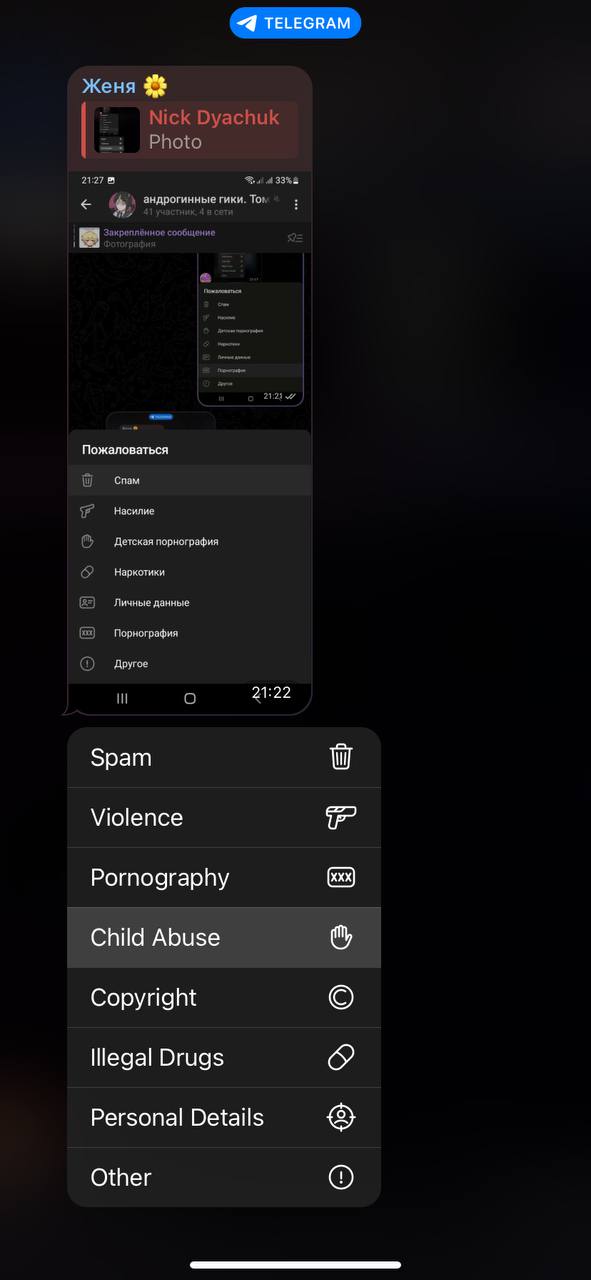 TELEGRAM
Женя
Nick Dyachuk
Photo
21:27 33%
андрогинные гики. Том
41 участник, 4 в сети
Закреплённое сообщение
Фотография
Пожаловаться
Спам
Насилие
Детская порнография
Наркотики
Личные данные
Порнография
Другое
21:21
Пожаловаться
Спам
Насилие
Детская порнография
Наркотики
Личные данные
Порнография
Другое
21:22
Spam
Violence
Pornography
XXX
Child Abuse
Copyright
Illegal Drugs
Personal Details
Other